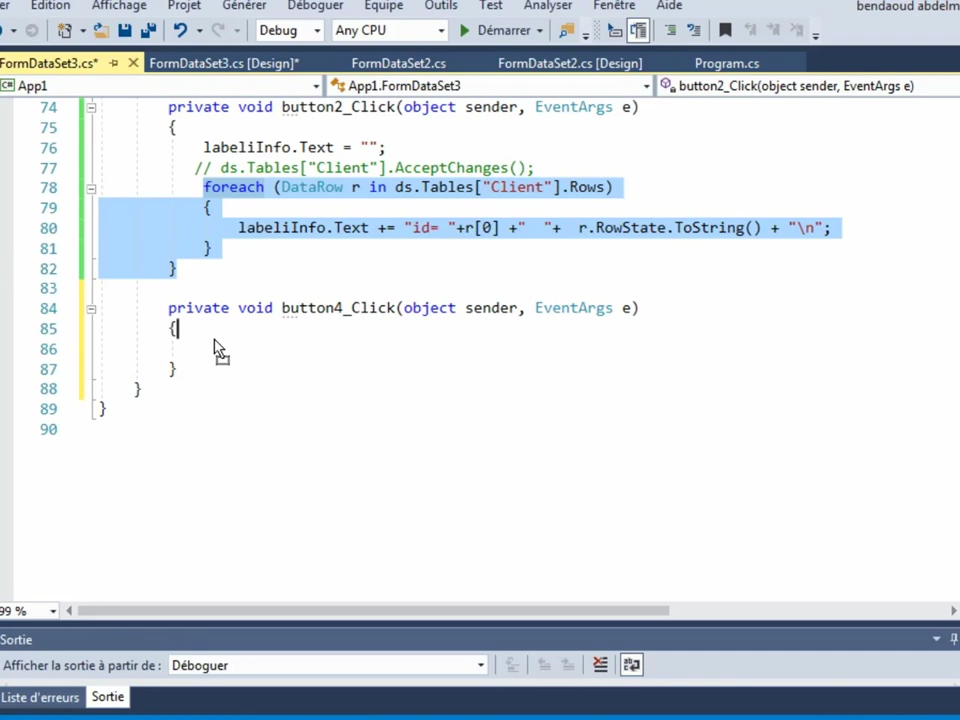 Edition Affichage Projet Générer Déboguer Equipe Outils Test Analyser Fenêtre Aide bendaoud abdelm
Debug Any CPU Démarrer
FormDataSet3.cs* FormDataSet3.cs [Design]* FormDataSet2.cs FormDataSet2.cs [Design] Program.cs
App1 App1.FormDataSet3 button2_Click(object sender, EventArgs e)
74 private void button2_Click(object sender, EventArgs e)
75 {
76 labeliInfo.Text = "";
77 // ds.Tables["Client"].AcceptChanges();
78 foreach (DataRow r in ds.Tables["Client"].Rows)
79 {
80 labeliInfo.Text += "id= "+r[0] +"  "+  r.RowState.ToString() + "\n";
81 }
82 }
83
84 private void button4_Click(object sender, EventArgs e)
85 {
86
87 }
88 }
89 }
90
99 %
Sortie
Afficher la sortie à partir de : Déboguer
Liste d'erreurs Sortie